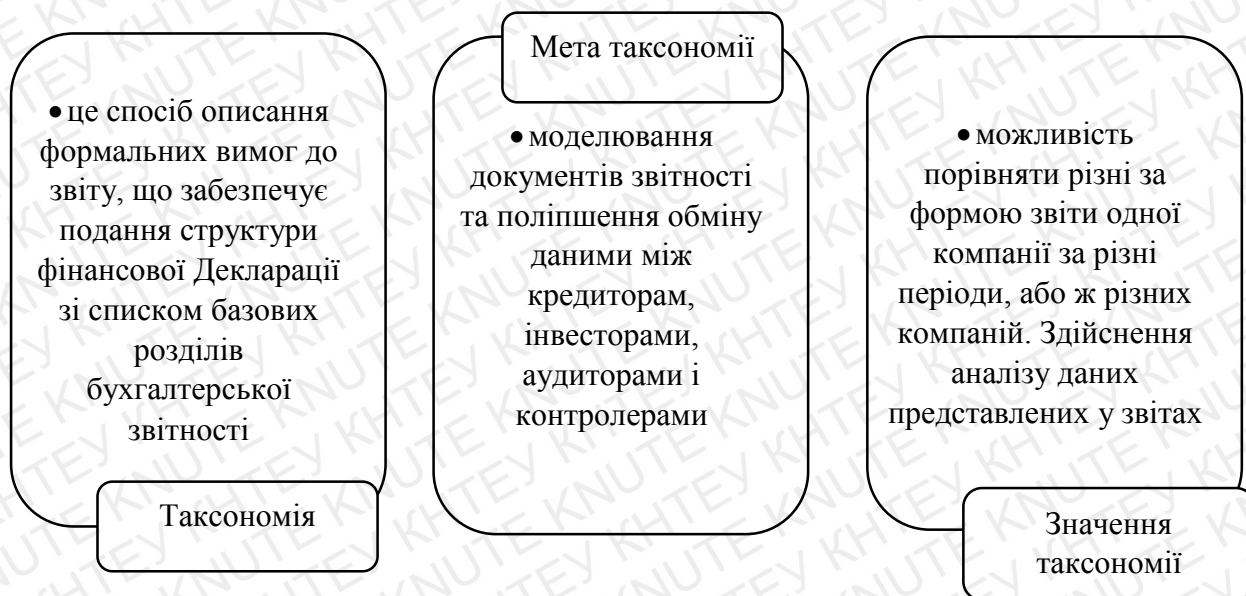 • це спосіб описання
формальних вимог до
звіту, що забезпечує
подання структури
фінансової Декларації
зі списком базових
розділів
бухгалтерської
звітності
Таксономія
Мета таксономії
• моделювання
документів звітності
та поліпшення обміну
даними між
кредиторам,
інвесторами,
аудиторами і
контролерами
• можливість
порівняти різні за
формою звіти одної
компанії за різні
періоди, або ж різних
компаній. Здійснення
аналізу даних
представлених у звітах
Значення
таксономії